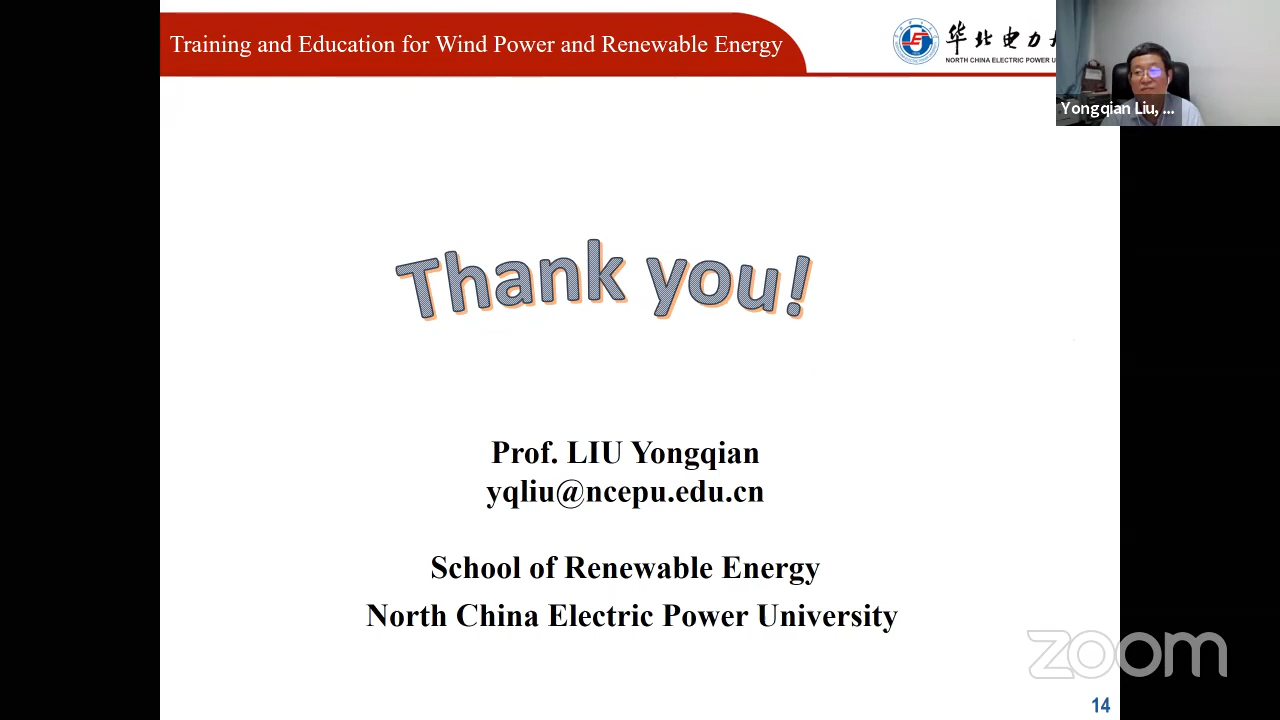 Training and Education for Wind Power and Renewable Energy
华北电力
NORTH CHINA ELECTRIC POWER
Yongqian Liu, ...
Thank you!
Prof. LIU Yongqian
yqliu@ncepu.edu.cn
School of Renewable Energy
North China Electric Power University
zoom
14